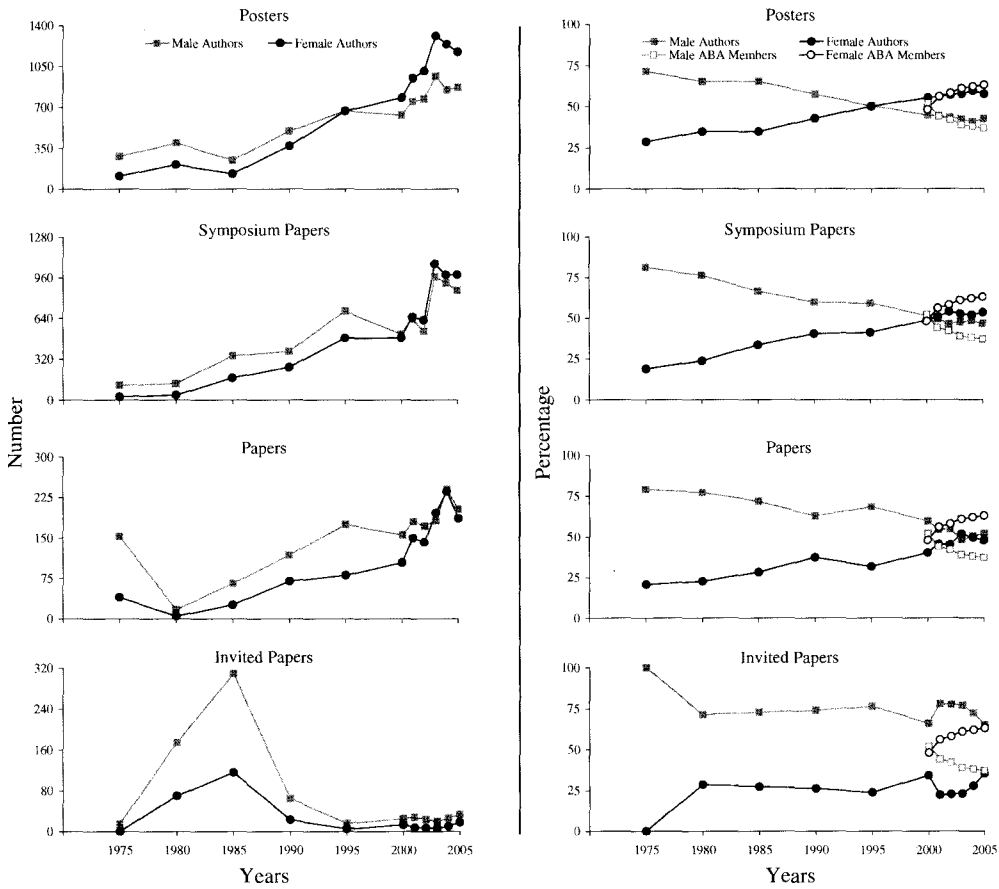 Posters
1400
1050
700
350
0
Male Authors Female Authors
Symposium Papers
1280
960
640
320
0
Papers
300
225
150
75
0
Invited Papers
320
240
160
80
0
1975 1980 1985 1990 1995 2000 2005
Years
Number
Posters
100
75
50
25
0
Male Authors Female Authors
Male ABA Members Female ABA Members
Symposium Papers
100
75
50
25
0
Papers
100
75
50
25
0
Invited Papers
100
75
50
25
0
1975 1980 1985 1990 1995 2000 2005
Years
Percentage